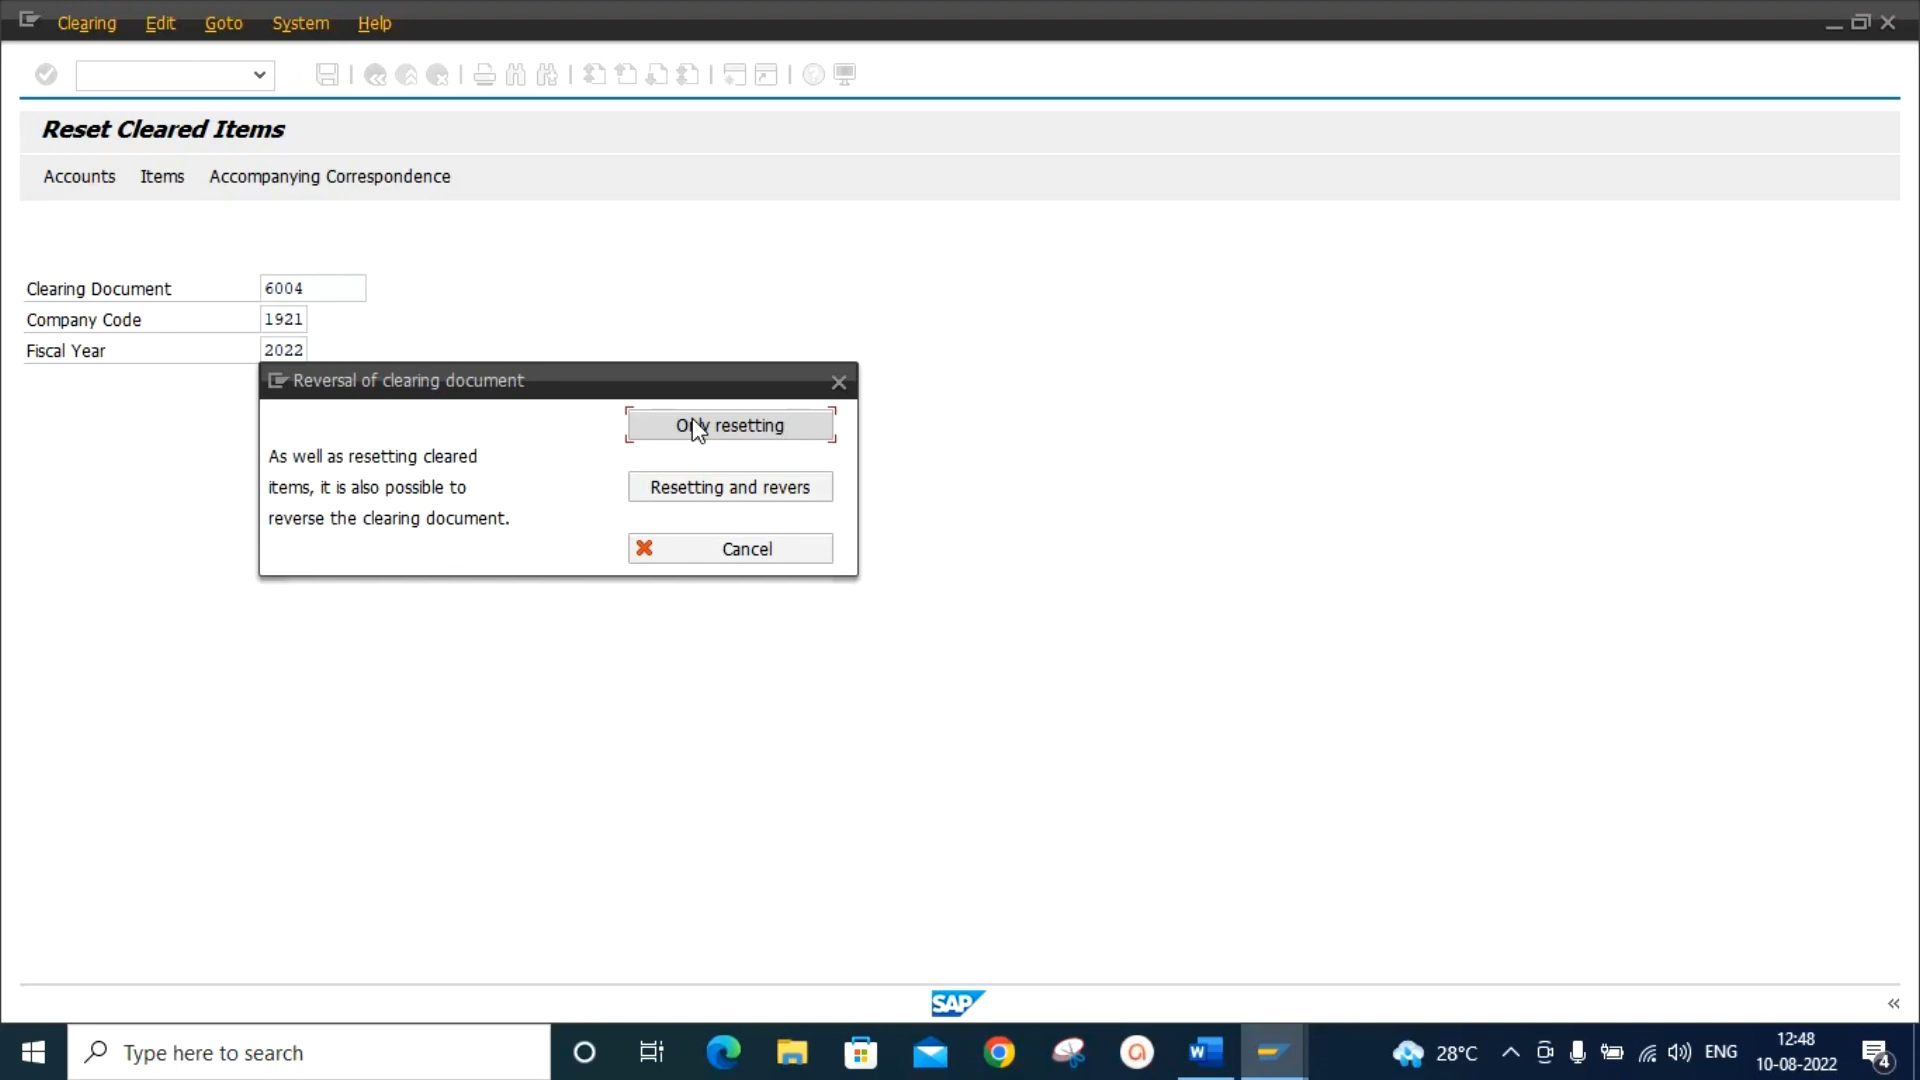 Clearing Edit Goto System Help
Reset Cleared Items
Accounts Items Accompanying Correspondence
Clearing Document 6004
Company Code 1921
Fiscal Year 2022
Reversal of clearing document
Only resetting
As well as resetting cleared
items, it is also possible to
Resetting and revers
reverse the clearing document.
Cancel
SAP
Type here to search
28°C
ENG
12:48
10-08-2022
4